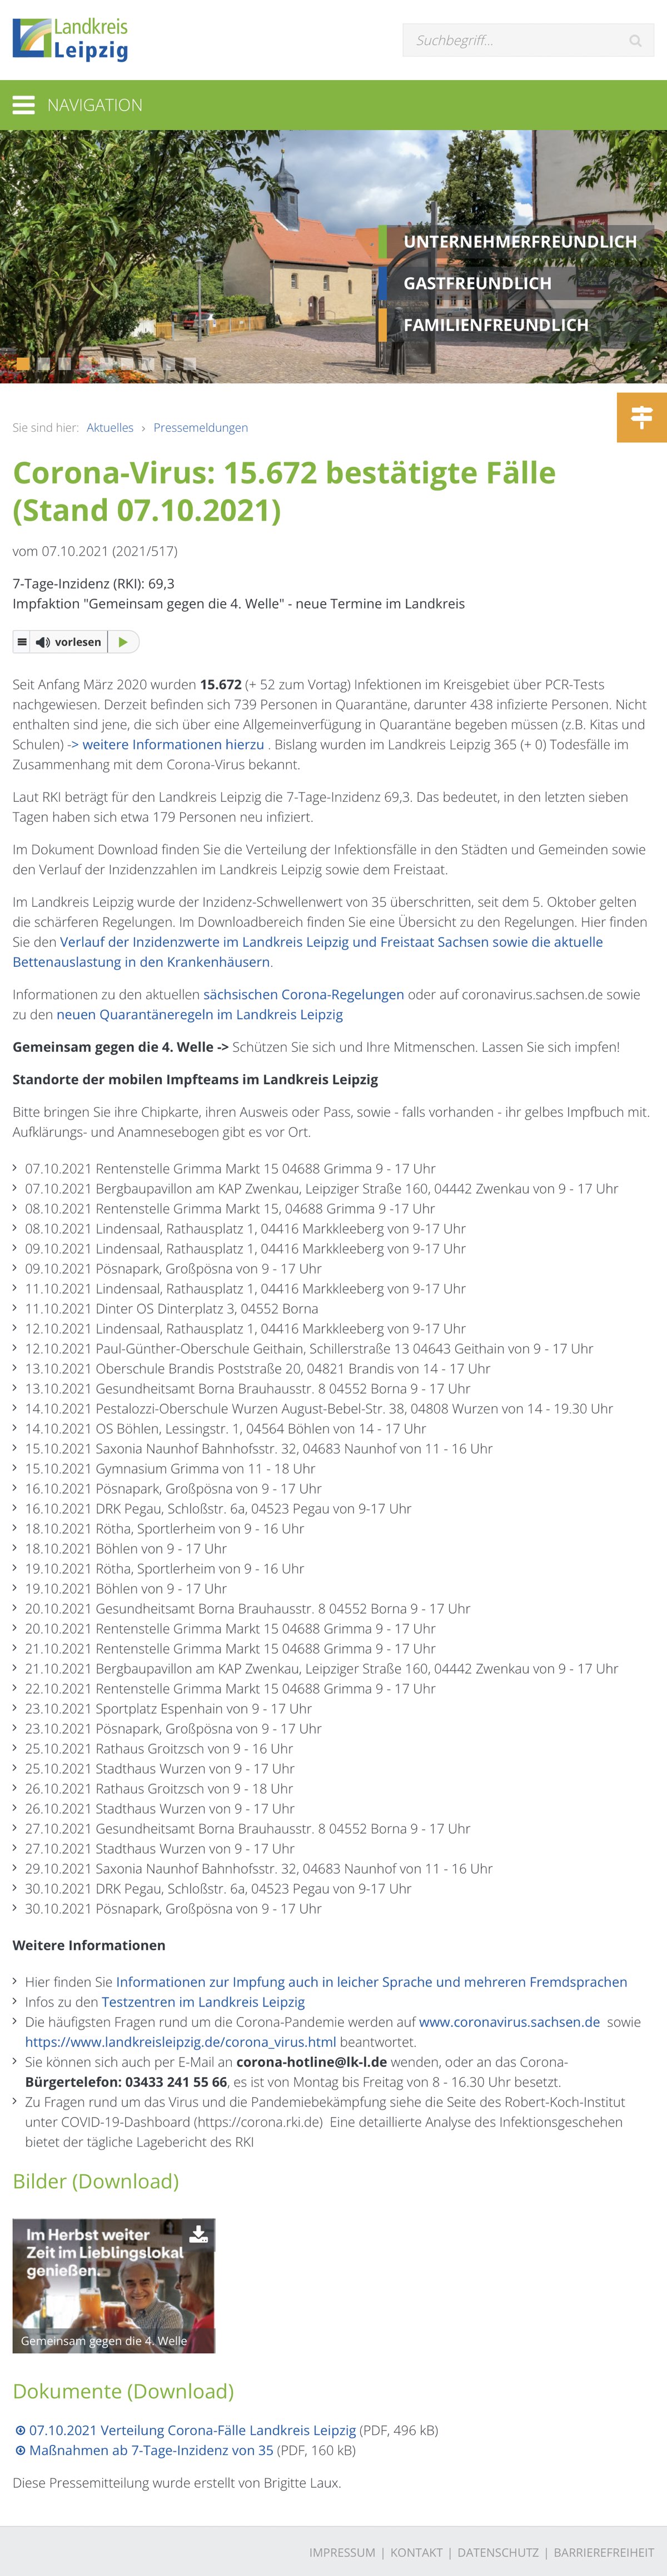 Landkreis
Leipzig
Suchbegriff...
NAVIGATION
UNTERNEHMERFREUNDLICH
GASTFREUNDLICH
FAMILIENFREUNDLICH
Sie sind hier: Aktuelles › Pressemeldungen
Corona-Virus: 15.672 bestätigte Fälle
(Stand 07.10.2021)
vom 07.10.2021 (2021/517)
7-Tage-Inzidenz (RKI): 69,3
Impfaktion "Gemeinsam gegen die 4. Welle" - neue Termine im Landkreis
vorlesen
Seit Anfang März 2020 wurden 15.672 (+ 52 zum Vortag) Infektionen im Kreisgebiet über PCR-Tests
nachgewiesen. Derzeit befinden sich 739 Personen in Quarantäne, darunter 438 infizierte Personen. Nicht
enthalten sind jene, die sich über eine Allgemeinverfügung in Quarantäne begeben müssen (z.B. Kitas und
Schulen) -> weitere Informationen hierzu . Bislang wurden im Landkreis Leipzig 365 (+ 0) Todesfälle im
Zusammenhang mit dem Corona-Virus bekannt.
Laut RKI beträgt für den Landkreis Leipzig die 7-Tage-Inzidenz 69,3. Das bedeutet, in den letzten sieben
Tagen haben sich etwa 179 Personen neu infiziert.
Im Dokument Download finden Sie die Verteilung der Infektionsfälle in den Städten und Gemeinden sowie
den Verlauf der Inzidenzzahlen im Landkreis Leipzig sowie dem Freistaat.
Im Landkreis Leipzig wurde der Inzidenz-Schwellenwert von 35 überschritten, seit dem 5. Oktober gelten
die schärferen Regelungen. Im Downloadbereich finden Sie eine Übersicht zu den Regelungen. Hier finden
Sie den Verlauf der Inzidenzwerte im Landkreis Leipzig und Freistaat Sachsen sowie die aktuelle
Bettenauslastung in den Krankenhäusern.
Informationen zu den aktuellen sächsischen Corona-Regelungen oder auf coronavirus.sachsen.de sowie
zu den neuen Quarantäneregeln im Landkreis Leipzig
Gemeinsam gegen die 4. Welle -> Schützen Sie sich und Ihre Mitmenschen. Lassen Sie sich impfen!
Standorte der mobilen Impfteams im Landkreis Leipzig
Bitte bringen Sie ihre Chipkarte, ihren Ausweis oder Pass, sowie - falls vorhanden - ihr gelbes Impfbuch mit.
Aufklärungs- und Anamnesebogen gibt es vor Ort.
07.10.2021 Rentenstelle Grimma Markt 15 04688 Grimma 9 - 17 Uhr
07.10.2021 Bergbaupavillon am KAP Zwenkau, Leipziger Straße 160, 04442 Zwenkau von 9 - 17 Uhr
08.10.2021 Rentenstelle Grimma Markt 15, 04688 Grimma 9 -17 Uhr
08.10.2021 Lindensaal, Rathausplatz 1, 04416 Markkleeberg von 9-17 Uhr
09.10.2021 Lindensaal, Rathausplatz 1, 04416 Markkleeberg von 9-17 Uhr
09.10.2021 Pösnapark, Großpösna von 9 - 17 Uhr
11.10.2021 Lindensaal, Rathausplatz 1, 04416 Markkleeberg von 9-17 Uhr
11.10.2021 Dinter OS Dinterplatz 3, 04552 Borna
12.10.2021 Lindensaal, Rathausplatz 1, 04416 Markkleeberg von 9-17 Uhr
12.10.2021 Paul-Günther-Oberschule Geithain, Schillerstraße 13 04643 Geithain von 9 - 17 Uhr
13.10.2021 Oberschule Brandis Poststraße 20, 04821 Brandis von 14 - 17 Uhr
13.10.2021 Gesundheitsamt Borna Brauhausstr. 8 04552 Borna 9 - 17 Uhr
14.10.2021 Pestalozzi-Oberschule Wurzen August-Bebel-Str. 38, 04808 Wurzen von 14 - 19.30 Uhr
14.10.2021 OS Böhlen, Lessingstr. 1, 04564 Böhlen von 14 - 17 Uhr
15.10.2021 Saxonia Naunhof Bahnhofsstr. 32, 04683 Naunhof von 11 - 16 Uhr
15.10.2021 Gymnasium Grimma von 11 - 18 Uhr
16.10.2021 Pösnapark, Großpösna von 9 - 17 Uhr
16.10.2021 DRK Pegau, Schloßstr. 6a, 04523 Pegau von 9-17 Uhr
18.10.2021 Rötha, Sportlerheim von 9 - 16 Uhr
18.10.2021 Böhlen von 9 - 17 Uhr
19.10.2021 Rötha, Sportlerheim von 9 - 16 Uhr
19.10.2021 Böhlen von 9 - 17 Uhr
20.10.2021 Gesundheitsamt Borna Brauhausstr. 8 04552 Borna 9 - 17 Uhr
20.10.2021 Rentenstelle Grimma Markt 15 04688 Grimma 9 - 17 Uhr
21.10.2021 Rentenstelle Grimma Markt 15 04688 Grimma 9 - 17 Uhr
21.10.2021 Bergbaupavillon am KAP Zwenkau, Leipziger Straße 160, 04442 Zwenkau von 9 - 17 Uhr
22.10.2021 Rentenstelle Grimma Markt 15 04688 Grimma 9 - 17 Uhr
23.10.2021 Sportplatz Espenhain von 9 - 17 Uhr
23.10.2021 Pösnapark, Großpösna von 9 - 17 Uhr
25.10.2021 Rathaus Groitzsch von 9 - 16 Uhr
25.10.2021 Stadthaus Wurzen von 9 - 17 Uhr
26.10.2021 Rathaus Groitzsch von 9 - 18 Uhr
26.10.2021 Stadthaus Wurzen von 9 - 17 Uhr
27.10.2021 Gesundheitsamt Borna Brauhausstr. 8 04552 Borna 9 - 17 Uhr
27.10.2021 Stadthaus Wurzen von 9 - 17 Uhr
29.10.2021 Saxonia Naunhof Bahnhofsstr. 32, 04683 Naunhof von 11 - 16 Uhr
30.10.2021 DRK Pegau, Schloßstr. 6a, 04523 Pegau von 9-17 Uhr
30.10.2021 Pösnapark, Großpösna von 9 - 17 Uhr
Weitere Informationen
Hier finden Sie Informationen zur Impfung auch in leicher Sprache und mehreren Fremdsprachen
Infos zu den Testzentren im Landkreis Leipzig
Die häufigsten Fragen rund um die Corona-Pandemie werden auf www.coronavirus.sachsen.de sowie
https://www.landkreisleipzig.de/corona_virus.html beantwortet.
Sie können sich auch per E-Mail an corona-hotline@lk-l.de wenden, oder an das Corona-
Bürgertelefon: 03433 241 55 66, es ist von Montag bis Freitag von 8 - 16.30 Uhr besetzt.
Zu Fragen rund um das Virus und die Pandemiebekämpfung siehe die Seite des Robert-Koch-Institut
unter COVID-19-Dashboard (https://corona.rki.de) Eine detaillierte Analyse des Infektionsgeschehen
bietet der tägliche Lagebericht des RKI
Bilder (Download)
Im Herbst weiter
Zeit im Lieblingslokal
genießen.
Gemeinsam gegen die 4. Welle
Dokumente (Download)
07.10.2021 Verteilung Corona-Fälle Landkreis Leipzig (PDF, 496 kB)
Maßnahmen ab 7-Tage-Inzidenz von 35 (PDF, 160 kB)
Diese Pressemitteilung wurde erstellt von Brigitte Laux.
IMPRESSUM | KONTAKT | DATENSCHUTZ | BARRIEREFREIHEIT